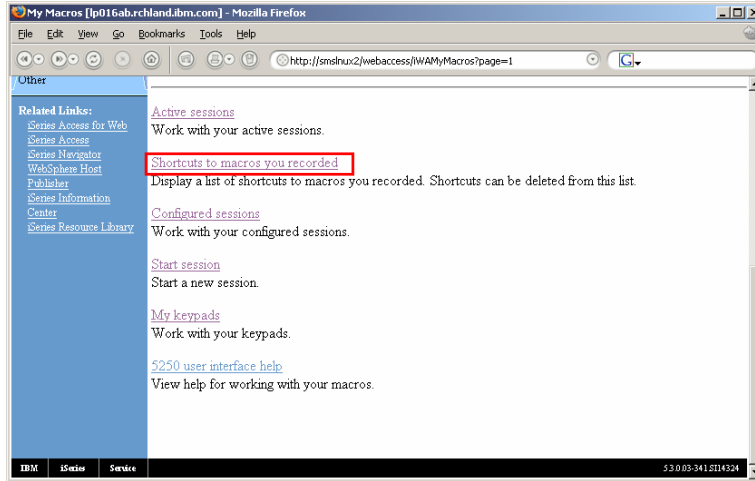 My Macros [lp016ab.rchland.ibm.com] - Mozilla Firefox
File Edit View Go Bookmarks Tools Help
http://smslnux2/webaccess/iWAMyMacros?page=1
G
Other
Related Links:
iSeries Access for Web
iSeries Access
iSeries Navigator
WebSphere Host
Publisher
iSeries Information
Center
iSeries Resource Library
Active sessions
Work with your active sessions.
Shortcuts to macros you recorded
Display a list of shortcuts to macros you recorded. Shortcuts can be deleted from this list.
Configured sessions
Work with your configured sessions.
Start session
Start a new session.
My keypads
Work with your keypads.
5250 user interface help
View help for working with your macros.
IBM iSeries Service 5.3.0.03-341 SI14324